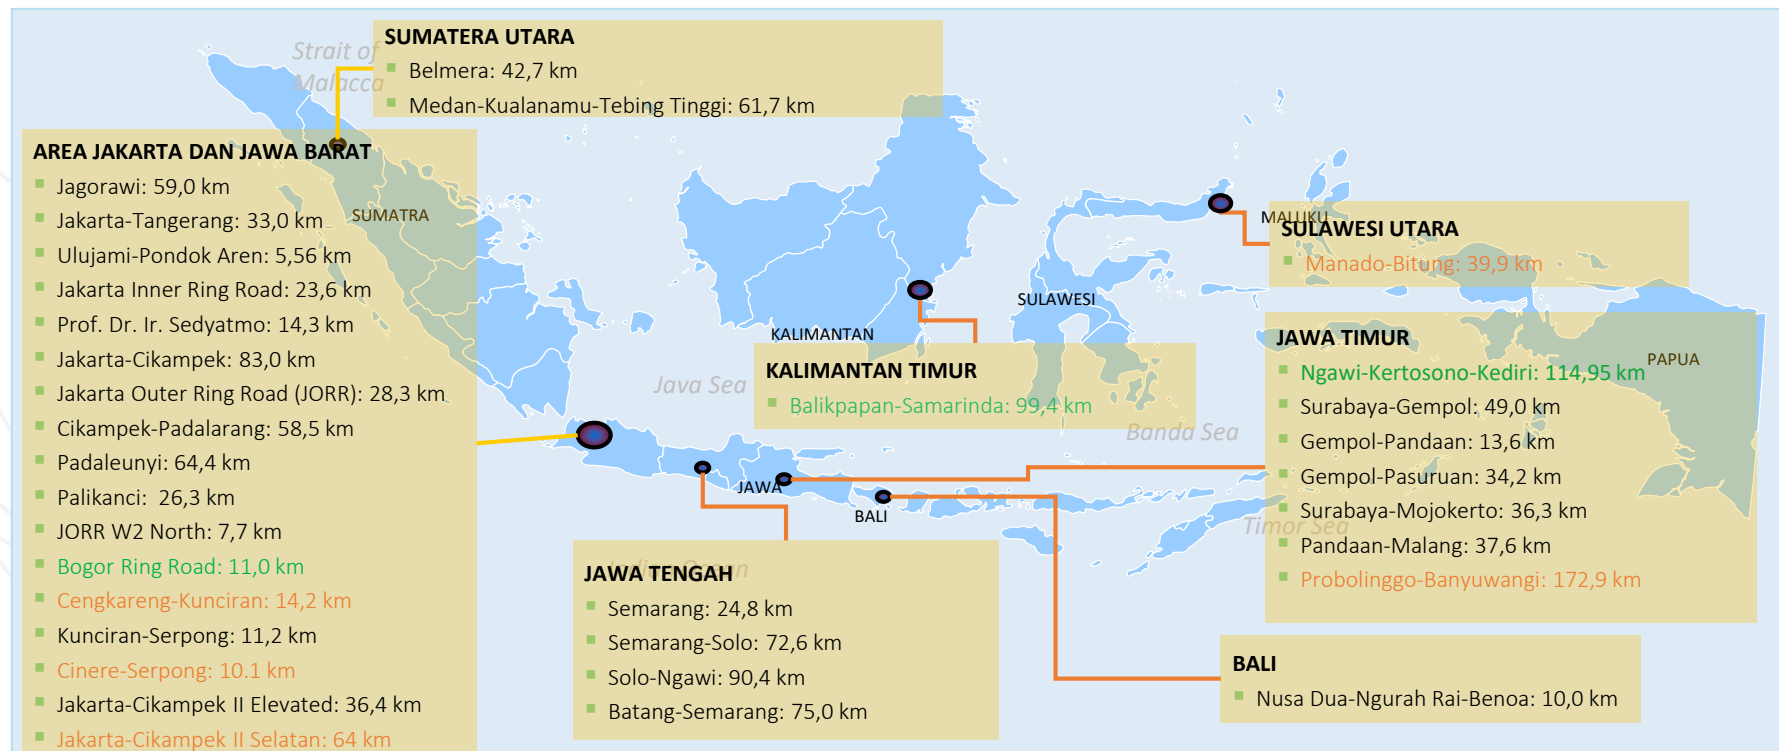 Strait of
Malacca
SUMATERA UTARA
Belmera: 42,7 km
Medan-Kualanamu-Tebing Tinggi: 61,7 km
AREA JAKARTA DAN JAWA BARAT
Jagorawi: 59,0 km
Jakarta-Tangerang: 33,0 km
Ulujami-Pondok Aren: 5,56 km
Jakarta Inner Ring Road: 23,6 km
Prof. Dr. Ir. Sedyatmo: 14,3 km
Jakarta-Cikampek: 83,0 km
Jakarta Outer Ring Road (JORR): 28,3 km
Cikampek-Padalarang: 58,5 km
Padaleunyi: 64,4 km
Palikanci: 26,3 km
JORR W2 North: 7,7 km
Bogor Ring Road: 11,0 km
Cengkareng-Kunciran: 14,2 km
Kunciran-Serpong: 11,2 km
Cinere-Serpong: 10.1 km
Jakarta-Cikampek II Elevated: 36,4 km
Jakarta-Cikampek II Selatan: 64 km
SUMATRA
KALIMANTAN
SULAWESI
MALUKU
PAPUA
Java Sea
Banda Sea
Timor Sea
Indian Ocean
JAWA
BALI
SULAWESI UTARA
Manado-Bitung: 39,9 km
KALIMANTAN TIMUR
Balikpapan-Samarinda: 99,4 km
JAWA TIMUR
Ngawi-Kertosono-Kediri: 114,95 km
Surabaya-Gempol: 49,0 km
Gempol-Pandaan: 13,6 km
Gempol-Pasuruan: 34,2 km
Surabaya-Mojokerto: 36,3 km
Pandaan-Malang: 37,6 km
Probolinggo-Banyuwangi: 172,9 km
JAWA TENGAH
Semarang: 24,8 km
Semarang-Solo: 72,6 km
Solo-Ngawi: 90,4 km
Batang-Semarang: 75,0 km
BALI
Nusa Dua-Ngurah Rai-Benoa: 10,0 km